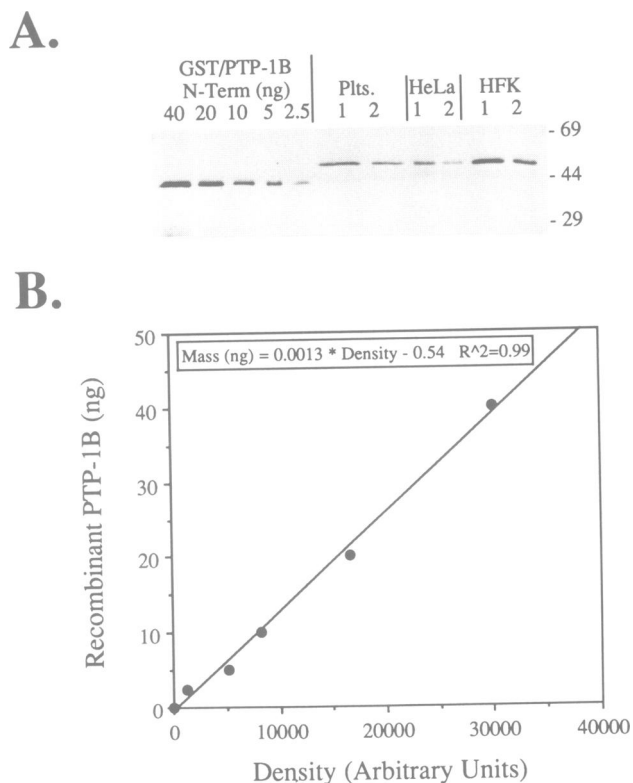 A.
GST/PTP-1B
N-Term (ng)
Plts.
HeLa
HFK
40 20 10 5 2.5
1 2
1 2
1 2
- 69
- 44
- 29
B.
Mass (ng) = 0.0013 * Density - 0.54 R^2=0.99
Recombinant PTP-1B (ng)
50
40
30
20
10
0
0 10000 20000 30000 40000
Density (Arbitrary Units)